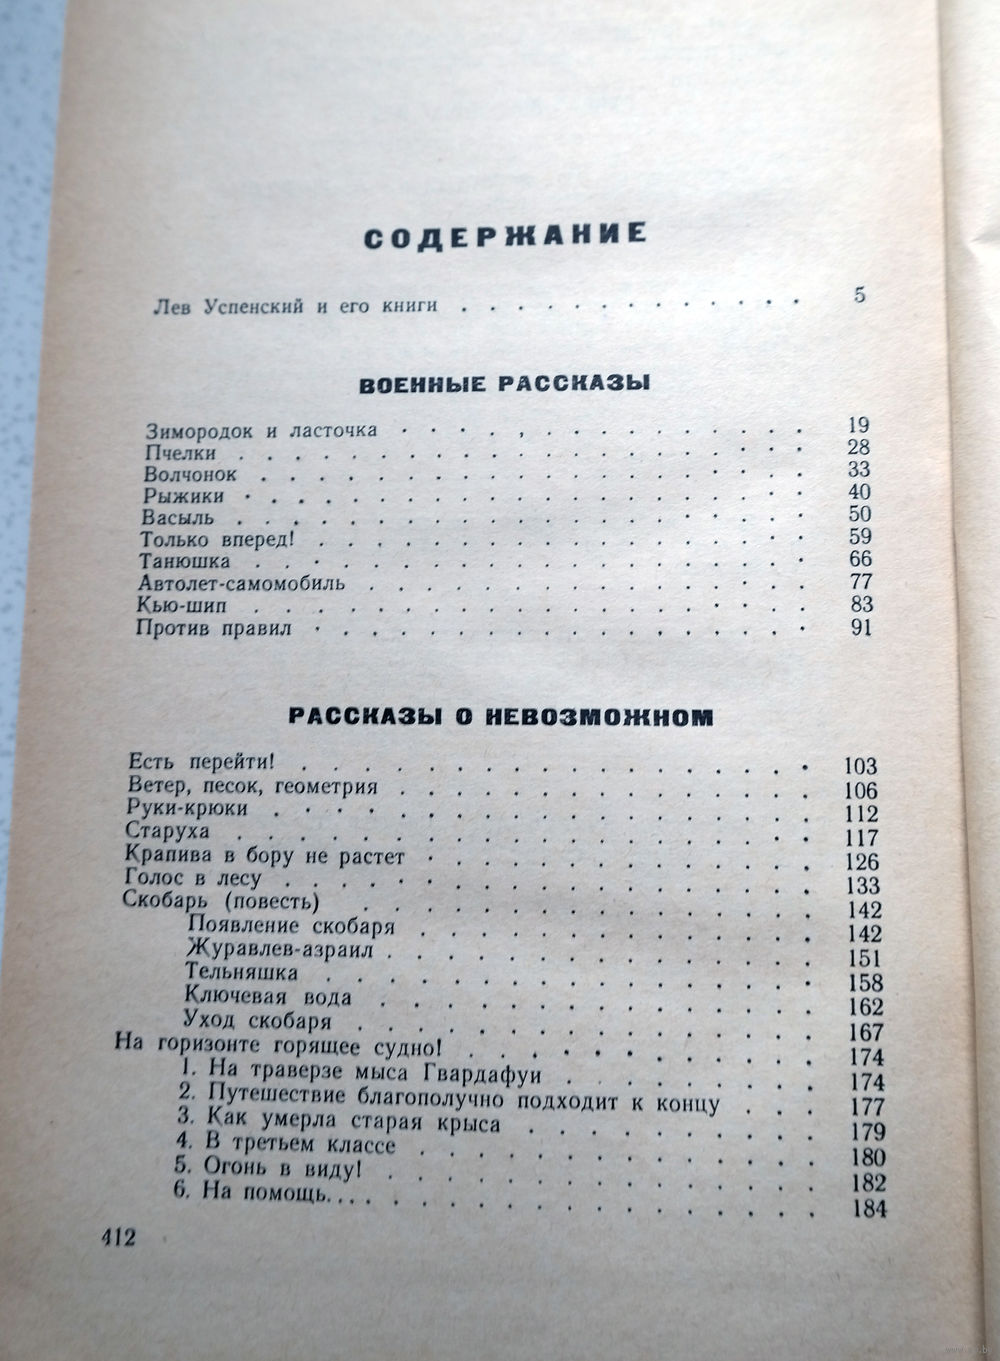 СОДЕРЖАНИЕ
Лев Успенский и его книги . . . . . . . . . . . . . 5
ВОЕННЫЕ РАССКАЗЫ
Зимородок и ласточка . . . . . . . . . . . . . . . 19
Пчелки . . . . . . . . . . . . . . . . . . . . . 28
Волчонок . . . . . . . . . . . . . . . . . . . . 33
Рыжики . . . . . . . . . . . . . . . . . . . . 40
Васыль . . . . . . . . . . . . . . . . . . . . . 50
Только вперед! . . . . . . . . . . . . . . . . . . 59
Танюшка . . . . . . . . . . . . . . . . . . . . 66
Автолет-самомобиль . . . . . . . . . . . . . . . . 77
Кью-шип . . . . . . . . . . . . . . . . . . . . 83
Против правил . . . . . . . . . . . . . . . . . . 91
РАССКАЗЫ О НЕВОЗМОЖНОМ
Есть перейти! . . . . . . . . . . . . . . . . . . 103
Ветер, песок, геометрия . . . . . . . . . . . . . . 106
Руки-крюки . . . . . . . . . . . . . . . . . . . 112
Старуха . . . . . . . . . . . . . . . . . . . . 117
Крапива в бору не растет . . . . . . . . . . . . . 126
Голос в лесу . . . . . . . . . . . . . . . . . . 133
Скобарь (повесть) . . . . . . . . . . . . . . . . 142
Появление скобаря . . . . . . . . . . . . . . 142
Журавлев-азраил . . . . . . . . . . . . . . . 151
Тельняшка . . . . . . . . . . . . . . . . . 158
Ключевая вода . . . . . . . . . . . . . . . 162
Уход скобаря . . . . . . . . . . . . . . . . 167
На горизонте горящее судно! . . . . . . . . . . . . 174
1. На траверзе мыса Гвардафуи . . . . . . . . . 174
2. Путешествие благополучно подходит к концу . . . 177
3. Как умерла старая крыса . . . . . . . . . . 179
4. В третьем классе . . . . . . . . . . . . . . 180
5. Огонь в виду! . . . . . . . . . . . . . . . 182
6. На помощь. . . . . . . . . . . . . . . . . . 184
412